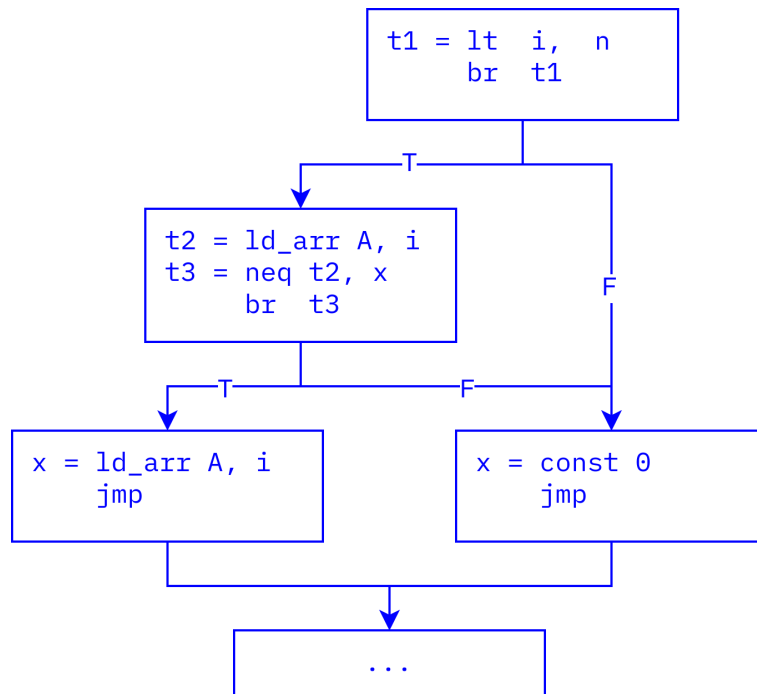 t1 = lt i, n
br t1
T
F
t2 = ld_arr A, i
t3 = neq t2, x
br t3
T
F
x = ld_arr A, i
jmp
x = const 0
jmp
...